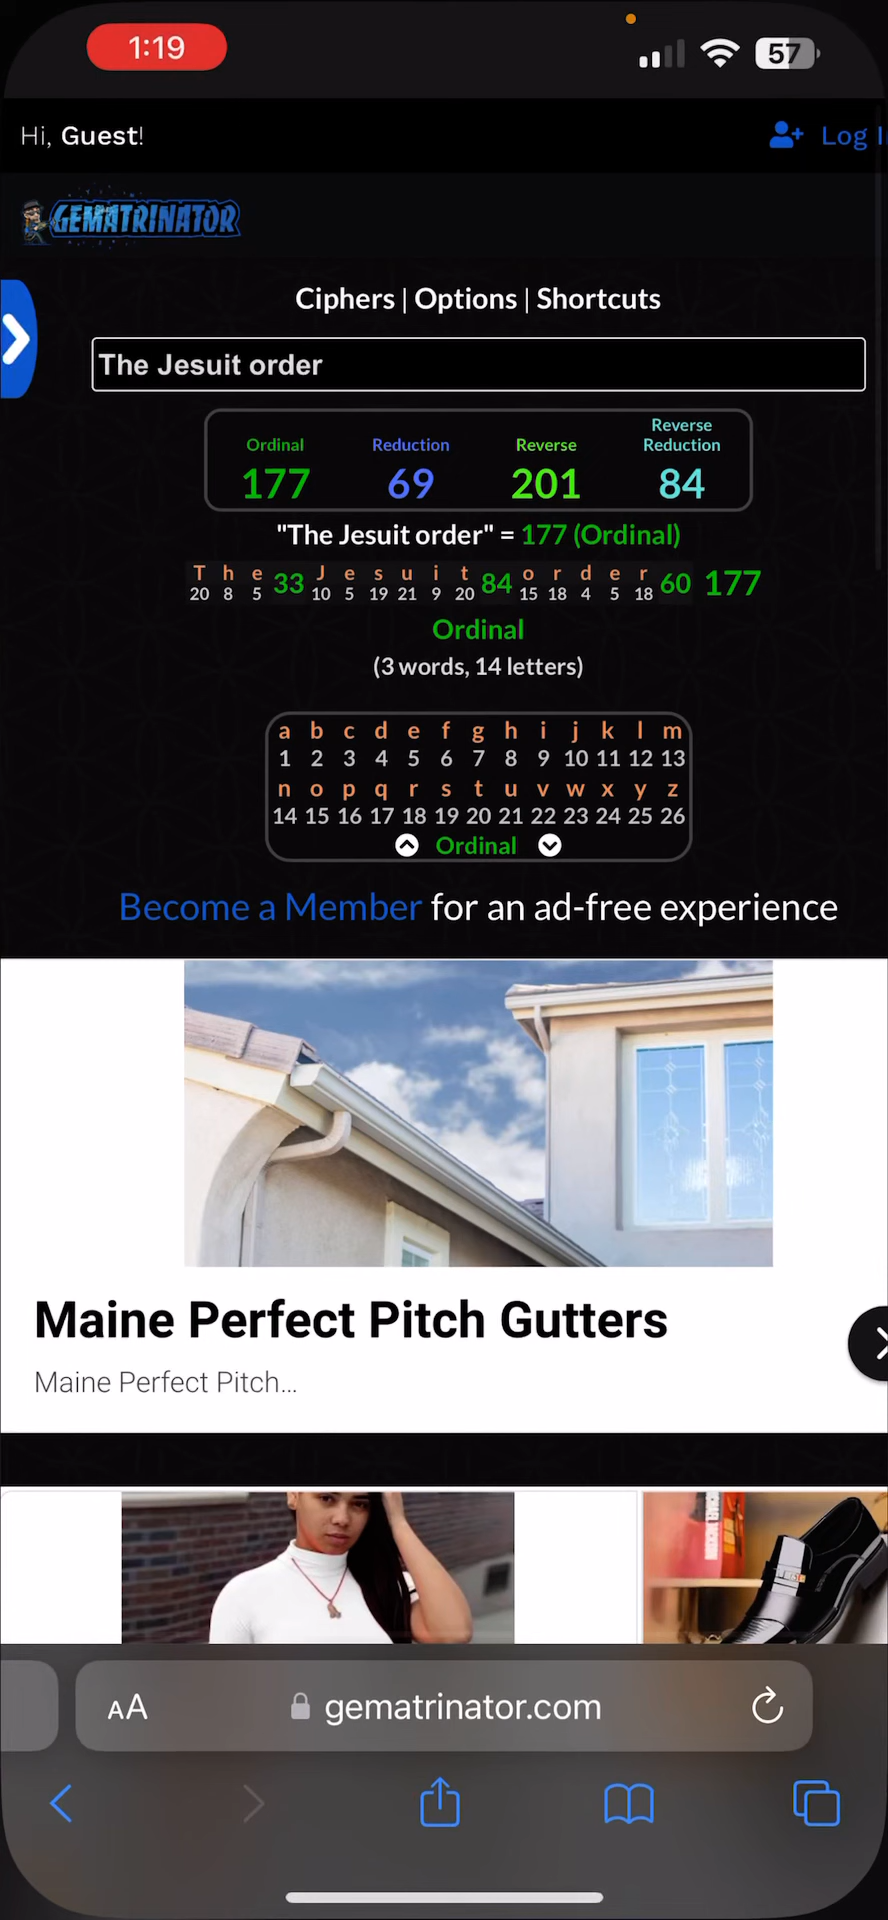 1:19
57
Hi, Guest!
Log I
GEMATRINATOR
Ciphers | Options | Shortcuts
The Jesuit order
Ordinal Reduction Reverse Reverse Reduction
177 69 201 84
"The Jesuit order" = 177 (Ordinal)
T h e 33 J e s u i t 84 o r d e r 60 177
20 8 5 10 5 19 21 9 20 15 18 4 5 18
Ordinal
(3 words, 14 letters)
a b c d e f g h i j k l m
1 2 3 4 5 6 7 8 9 10 11 12 13
n o p q r s t u v w x y z
14 15 16 17 18 19 20 21 22 23 24 25 26
Ordinal
Become a Member for an ad-free experience
Maine Perfect Pitch Gutters
Maine Perfect Pitch...
AA gematrinator.com